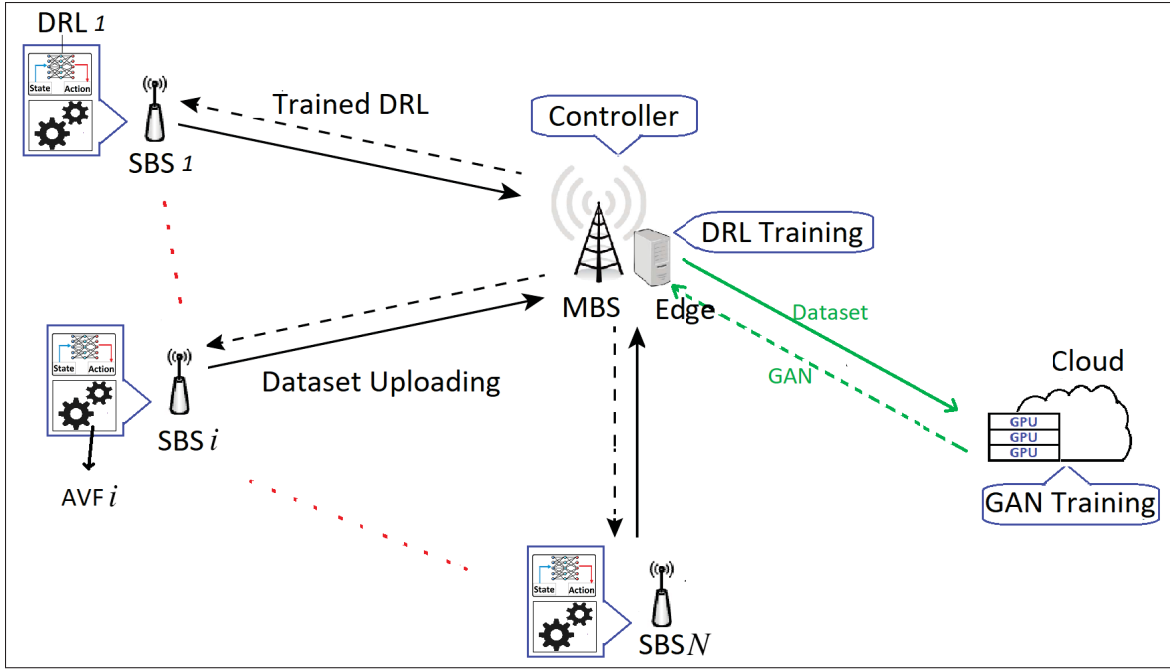 DRL 1
State Action
SBS 1
Trained DRL
Controller
DRL Training
MBS
Edge
State Action
SBS i
AVF i
Dataset Uploading
Dataset
GAN
Cloud
GPU
GPU
GPU
GAN Training
State Action
SBS N